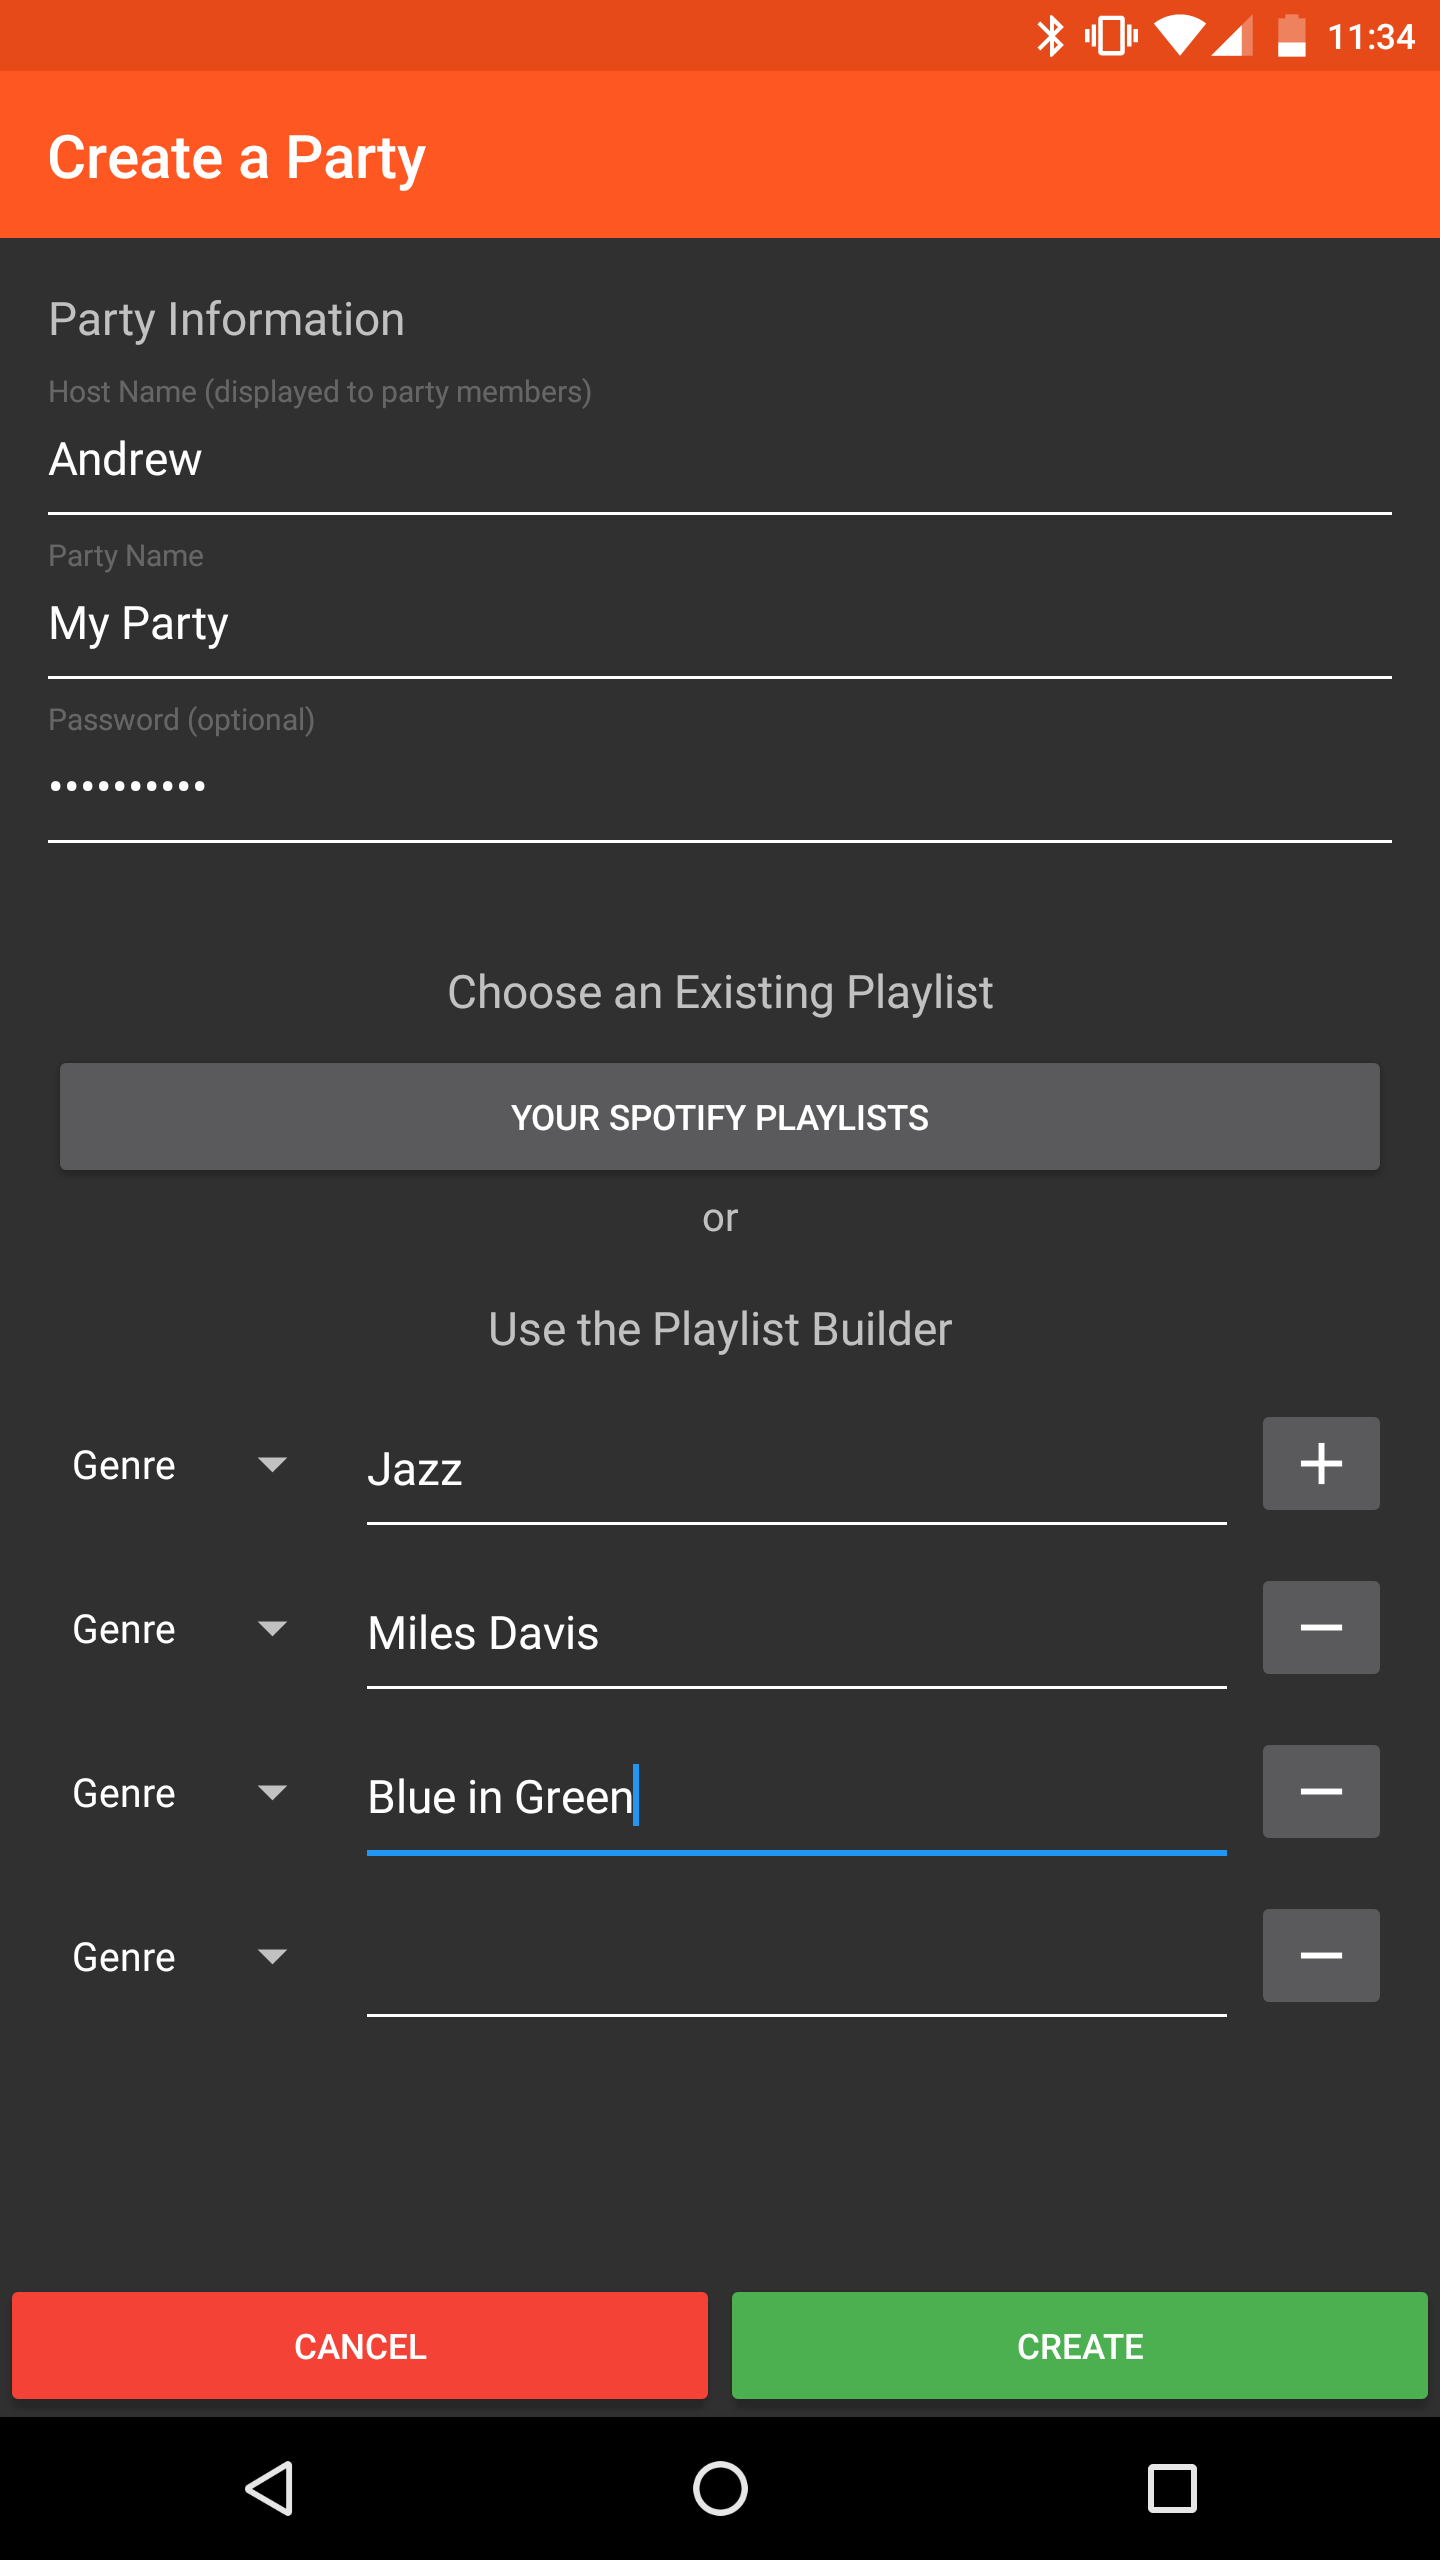 11:34
Create a Party
Party Information
Host Name (displayed to party members)
Andrew
Party Name
My Party
Password (optional)
••••••••••
Choose an Existing Playlist
YOUR SPOTIFY PLAYLISTS
or
Use the Playlist Builder
Genre Jazz
Genre Miles Davis
Genre Blue in Green
Genre
CANCEL CREATE